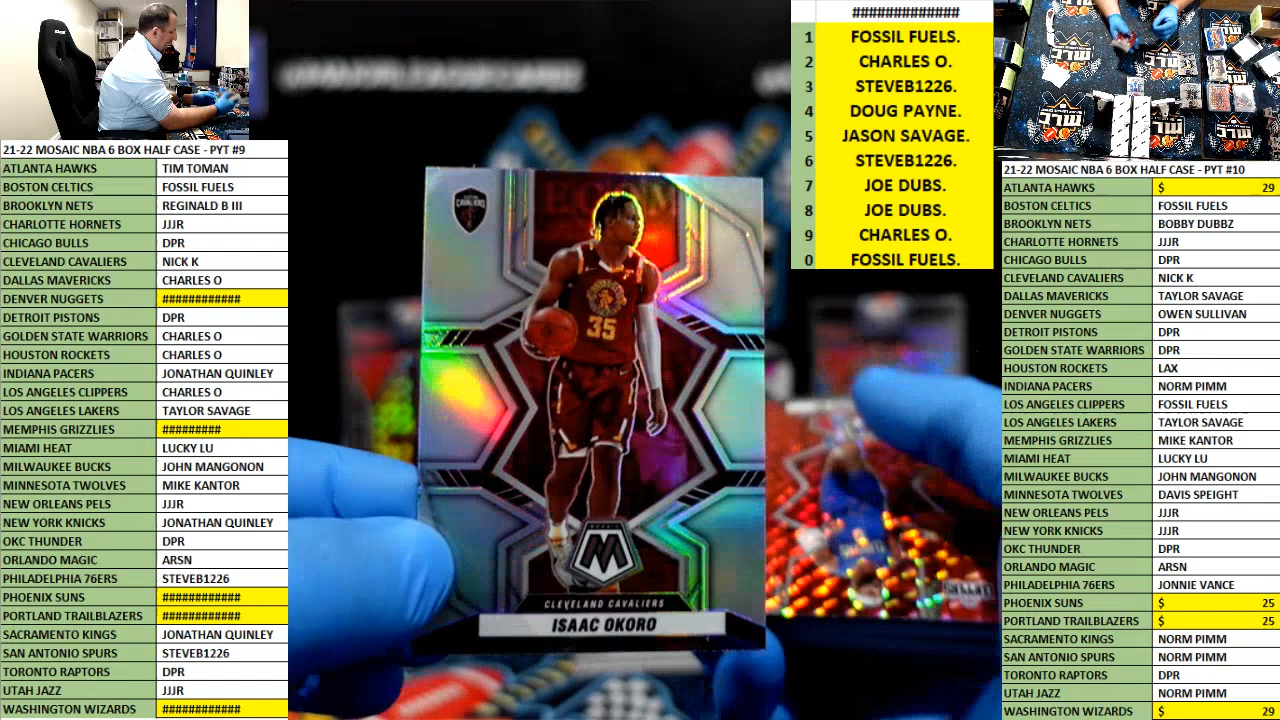 21-22 MOSAIC NBA 6 BOX HALF CASE - PYT #9
ATLANTA HAWKS TIM TOMAN
BOSTON CELTICS FOSSIL FUELS
BROOKLYN NETS REGINALD B III
CHARLOTTE HORNETS JJJR
CHICAGO BULLS DPR
CLEVELAND CAVALIERS NICK K
DALLAS MAVERICKS CHARLES O
DENVER NUGGETS ############
DETROIT PISTONS DPR
GOLDEN STATE WARRIORS CHARLES O
HOUSTON ROCKETS CHARLES O
INDIANA PACERS JONATHAN QUINLEY
LOS ANGELES CLIPPERS CHARLES O
LOS ANGELES LAKERS TAYLOR SAVAGE
MEMPHIS GRIZZLIES #########
MIAMI HEAT LUCKY LU
MILWAUKEE BUCKS JOHN MANGONON
MINNESOTA TWOLVES MIKE KANTOR
NEW ORLEANS PELS JJJR
NEW YORK KNICKS JONATHAN QUINLEY
OKC THUNDER DPR
ORLANDO MAGIC ARSN
PHILADELPHIA 76ERS STEVEB1226
PHOENIX SUNS ############
PORTLAND TRAILBLAZERS ############
SACRAMENTO KINGS JONATHAN QUINLEY
SAN ANTONIO SPURS STEVEB1226
TORONTO RAPTORS DPR
UTAH JAZZ JJJR
WASHINGTON WIZARDS ############
CAVALIERS
35
MOSAIC
CLEVELAND CAVALIERS
ISAAC OKORO
#############
1 FOSSIL FUELS.
2 CHARLES O.
3 STEVEB1226.
4 DOUG PAYNE.
5 JASON SAVAGE.
6 STEVEB1226.
7 JOE DUBS.
8 JOE DUBS.
9 CHARLES O.
0 FOSSIL FUELS.
MLC
21-22 MOSAIC NBA 6 BOX HALF CASE - PYT #10
ATLANTA HAWKS $ 29
BOSTON CELTICS FOSSIL FUELS
BROOKLYN NETS BOBBY DUBBZ
CHARLOTTE HORNETS JJJR
CHICAGO BULLS DPR
CLEVELAND CAVALIERS NICK K
DALLAS MAVERICKS TAYLOR SAVAGE
DENVER NUGGETS OWEN SULLIVAN
DETROIT PISTONS DPR
GOLDEN STATE WARRIORS DPR
HOUSTON ROCKETS LAX
INDIANA PACERS NORM PIMM
LOS ANGELES CLIPPERS FOSSIL FUELS
LOS ANGELES LAKERS TAYLOR SAVAGE
MEMPHIS GRIZZLIES MIKE KANTOR
MIAMI HEAT LUCKY LU
MILWAUKEE BUCKS JOHN MANGONON
MINNESOTA TWOLVES DAVIS SPEIGHT
NEW ORLEANS PELS JJJR
NEW YORK KNICKS JJJR
OKC THUNDER DPR
ORLANDO MAGIC ARSN
PHILADELPHIA 76ERS JONNIE VANCE
PHOENIX SUNS $ 25
PORTLAND TRAILBLAZERS $ 25
SACRAMENTO KINGS NORM PIMM
SAN ANTONIO SPURS NORM PIMM
TORONTO RAPTORS DPR
UTAH JAZZ NORM PIMM
WASHINGTON WIZARDS $ 29